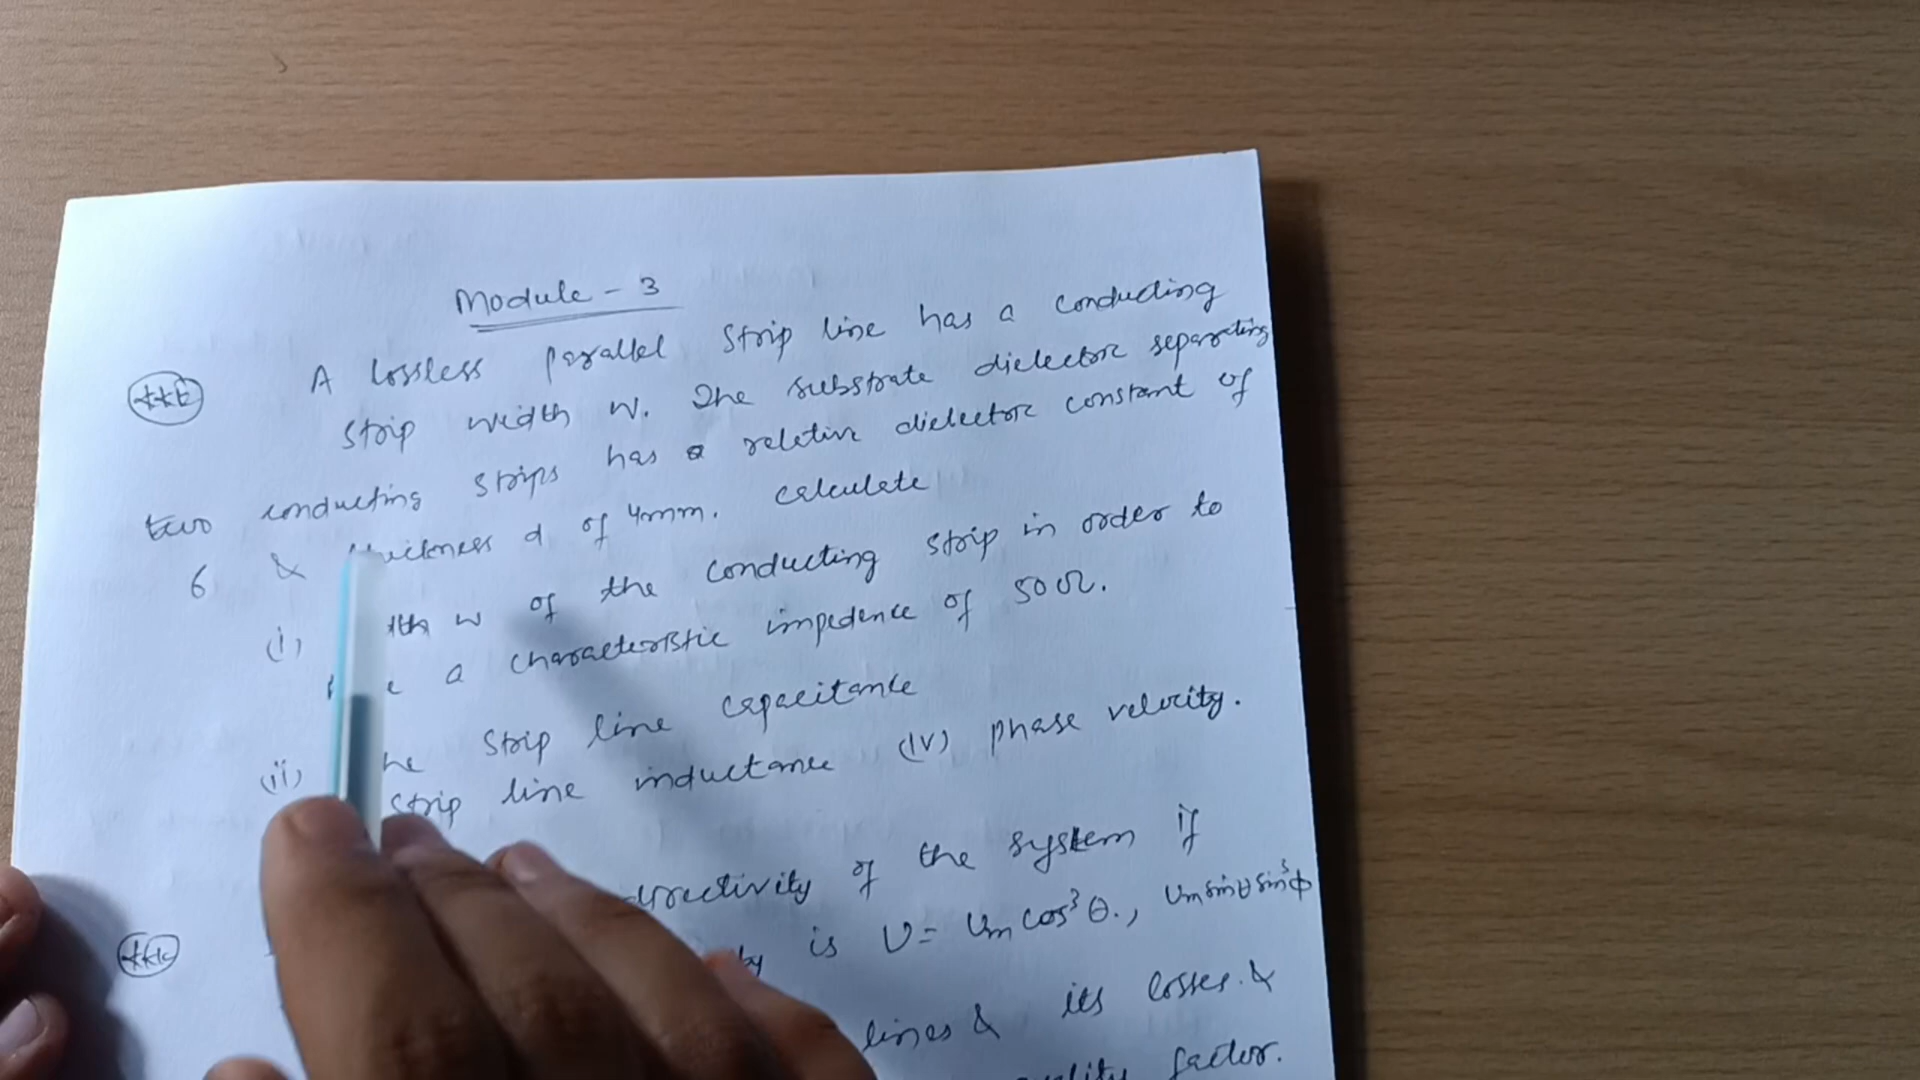 Module - 3
A lossless parallel strip line has a conducting
strip width W. The substrate dielectric separating
two conducting strips has a relative dielectric constant of
6 & thickness d of 4mm. calculate
(i) w of the conducting strip in order to
a characteristic impedence of 50Ω.
(ii) strip line capacitance
strip line inductance (iv) phase velocity.
directivity of the system if
is U = Um cos³θ., Um sinθ sin³φ
lines & its losses. &
factor.